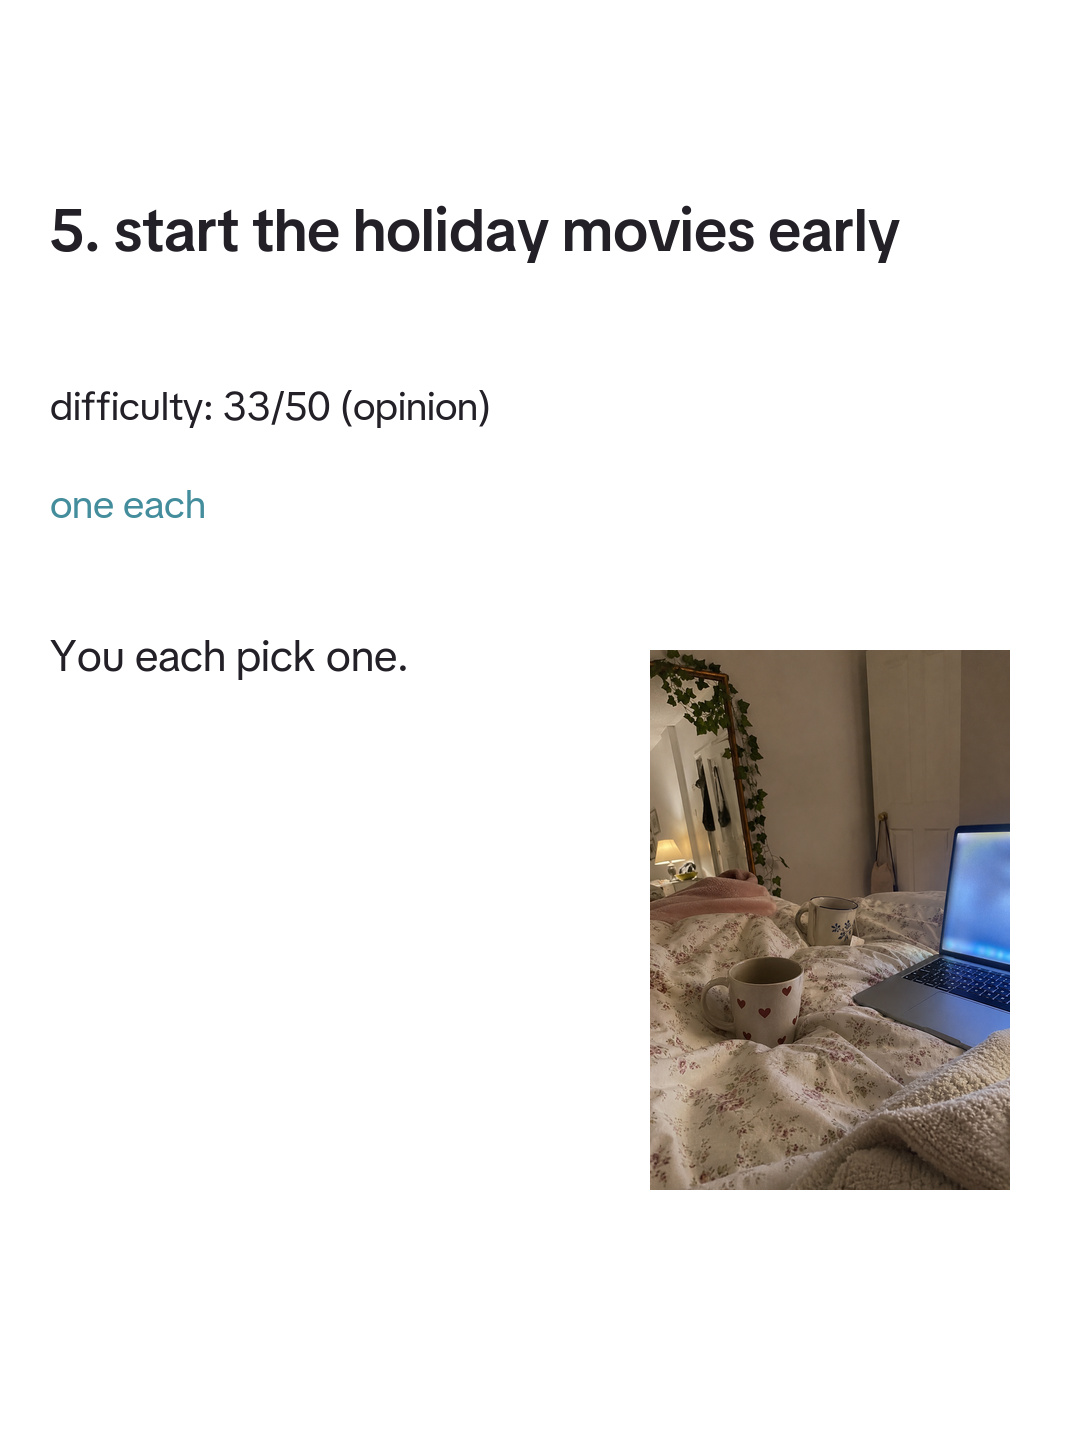 5. start the holiday movies early
difficulty: 33/50 (opinion)
one each
You each pick one.